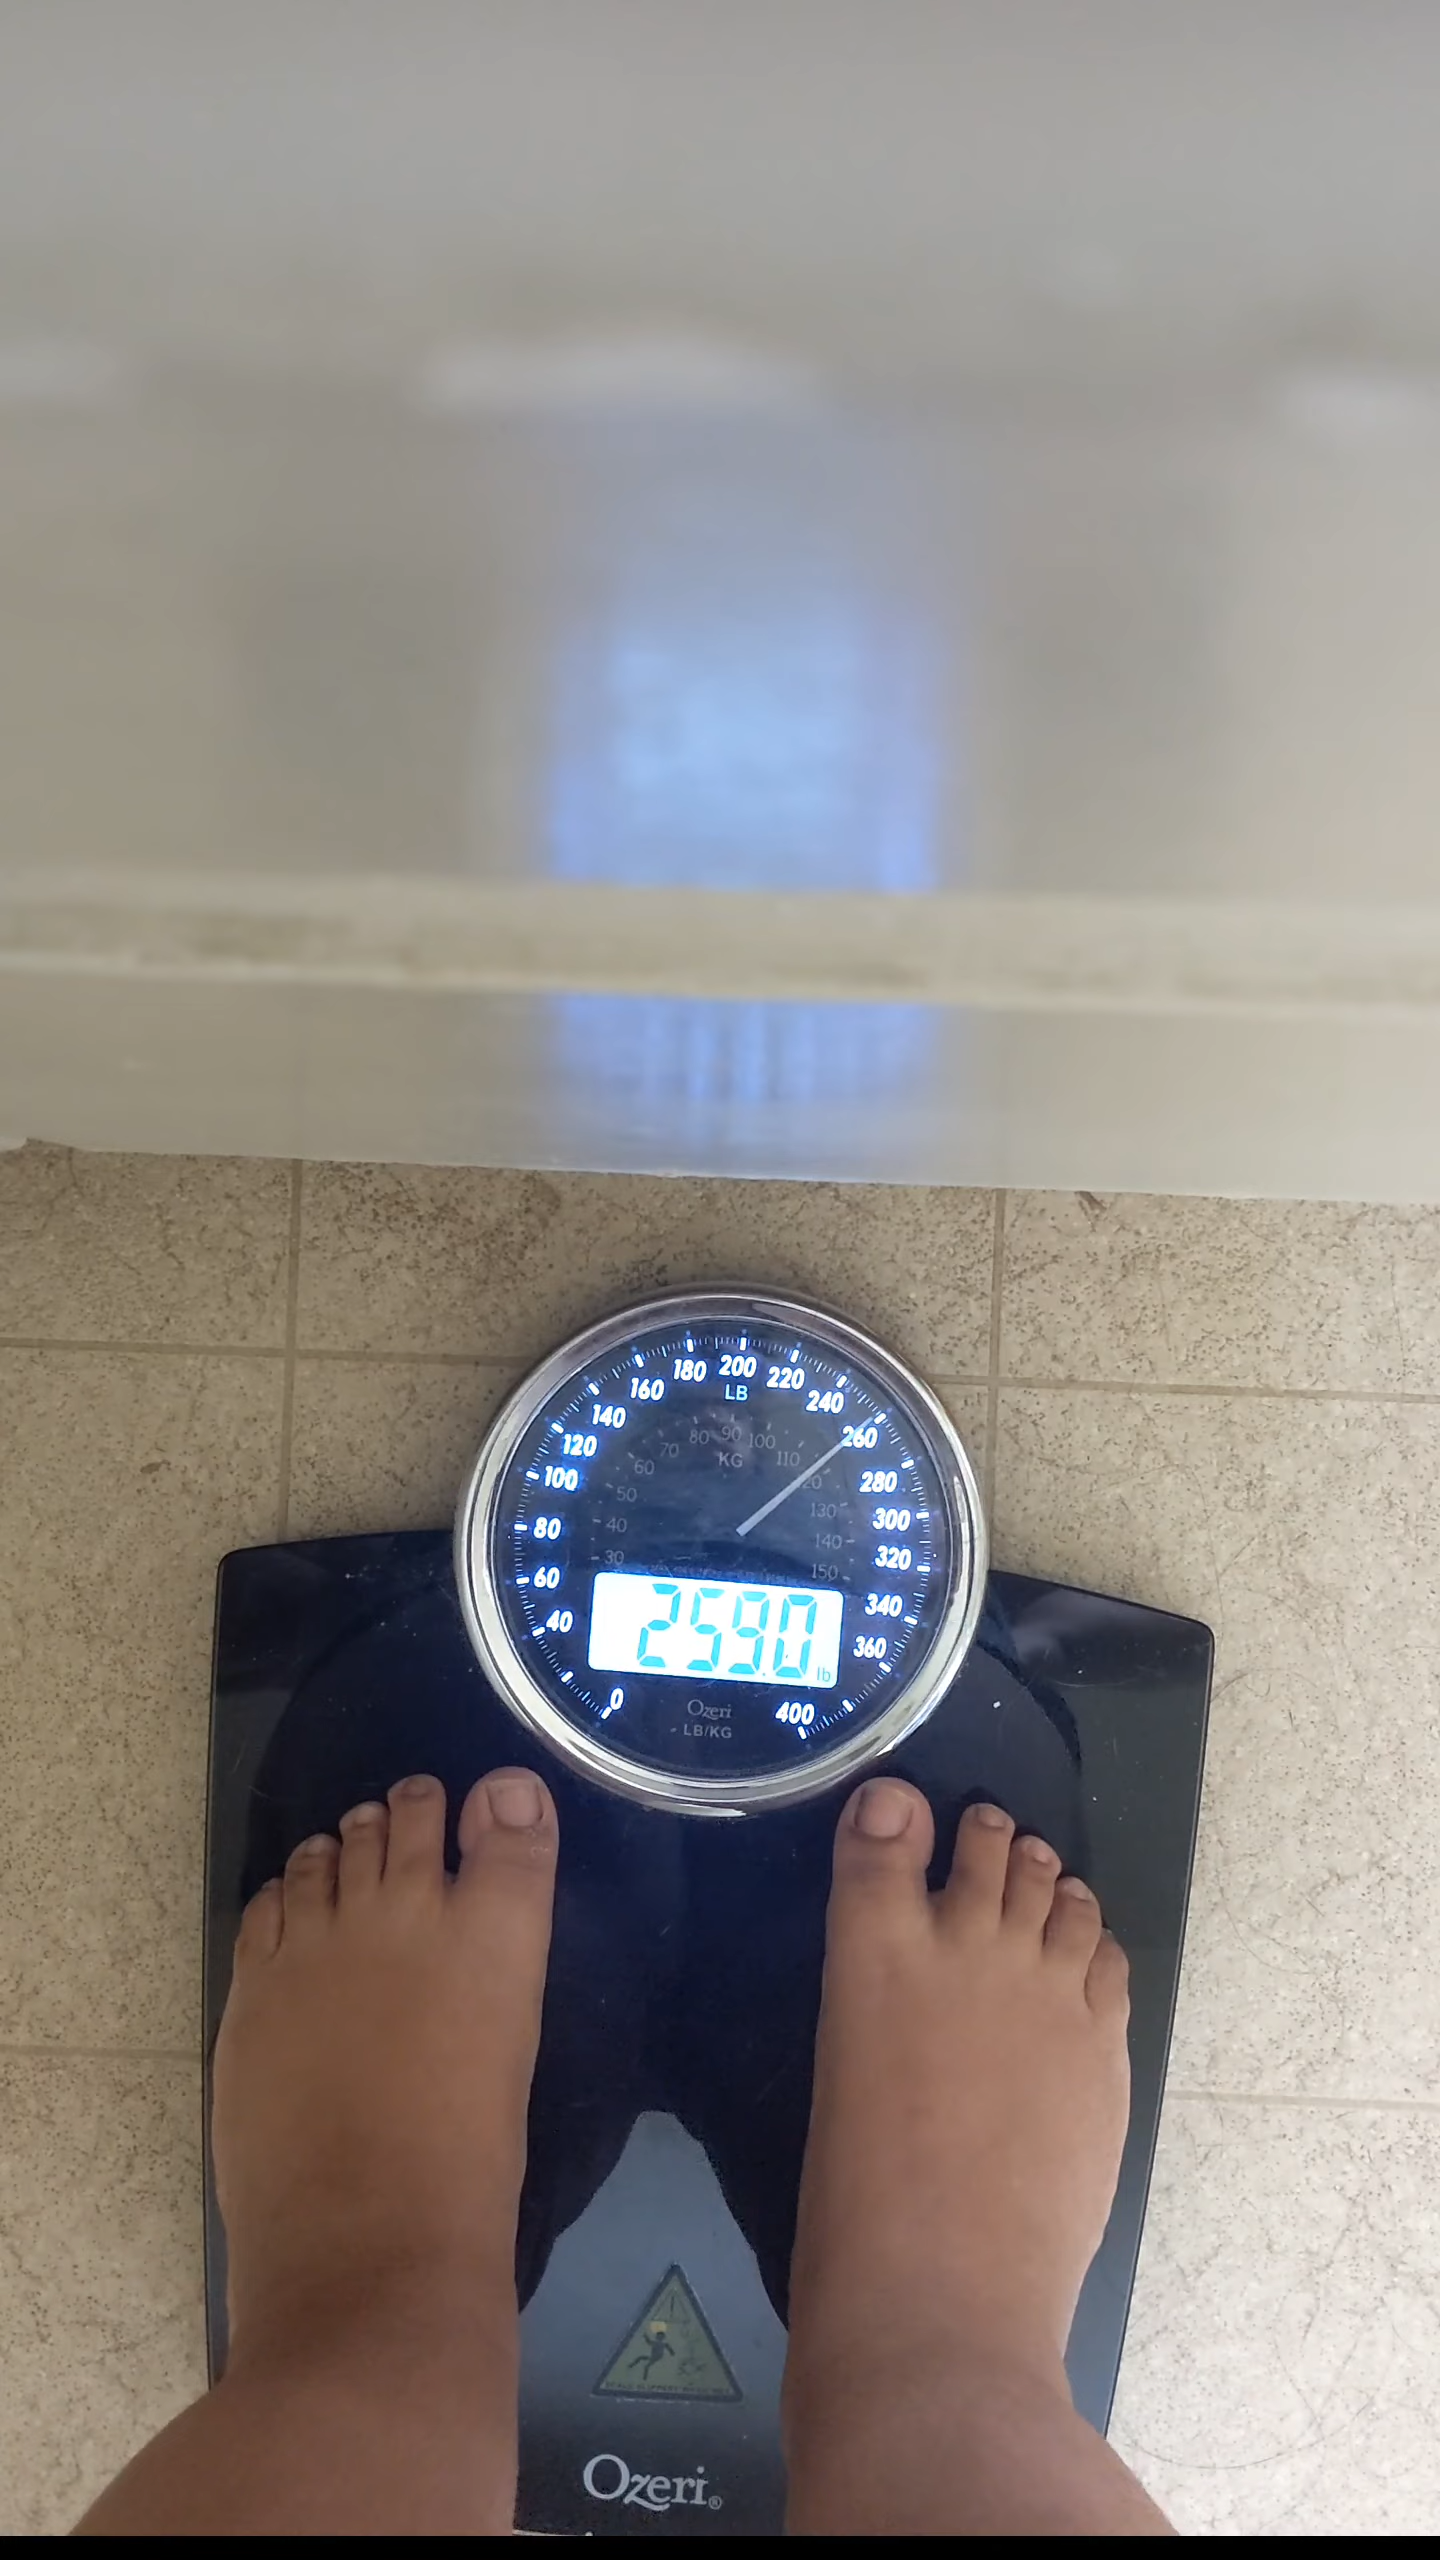 180 200 220
160 LB 240
140 80 90 100 260
120 70 KG 110
100 60 120 280
50 130 300
80 40 140 320
60 30 150
40 259.0 lb 340
360
0 Ozeri 400
LB/KG
Ozeri®